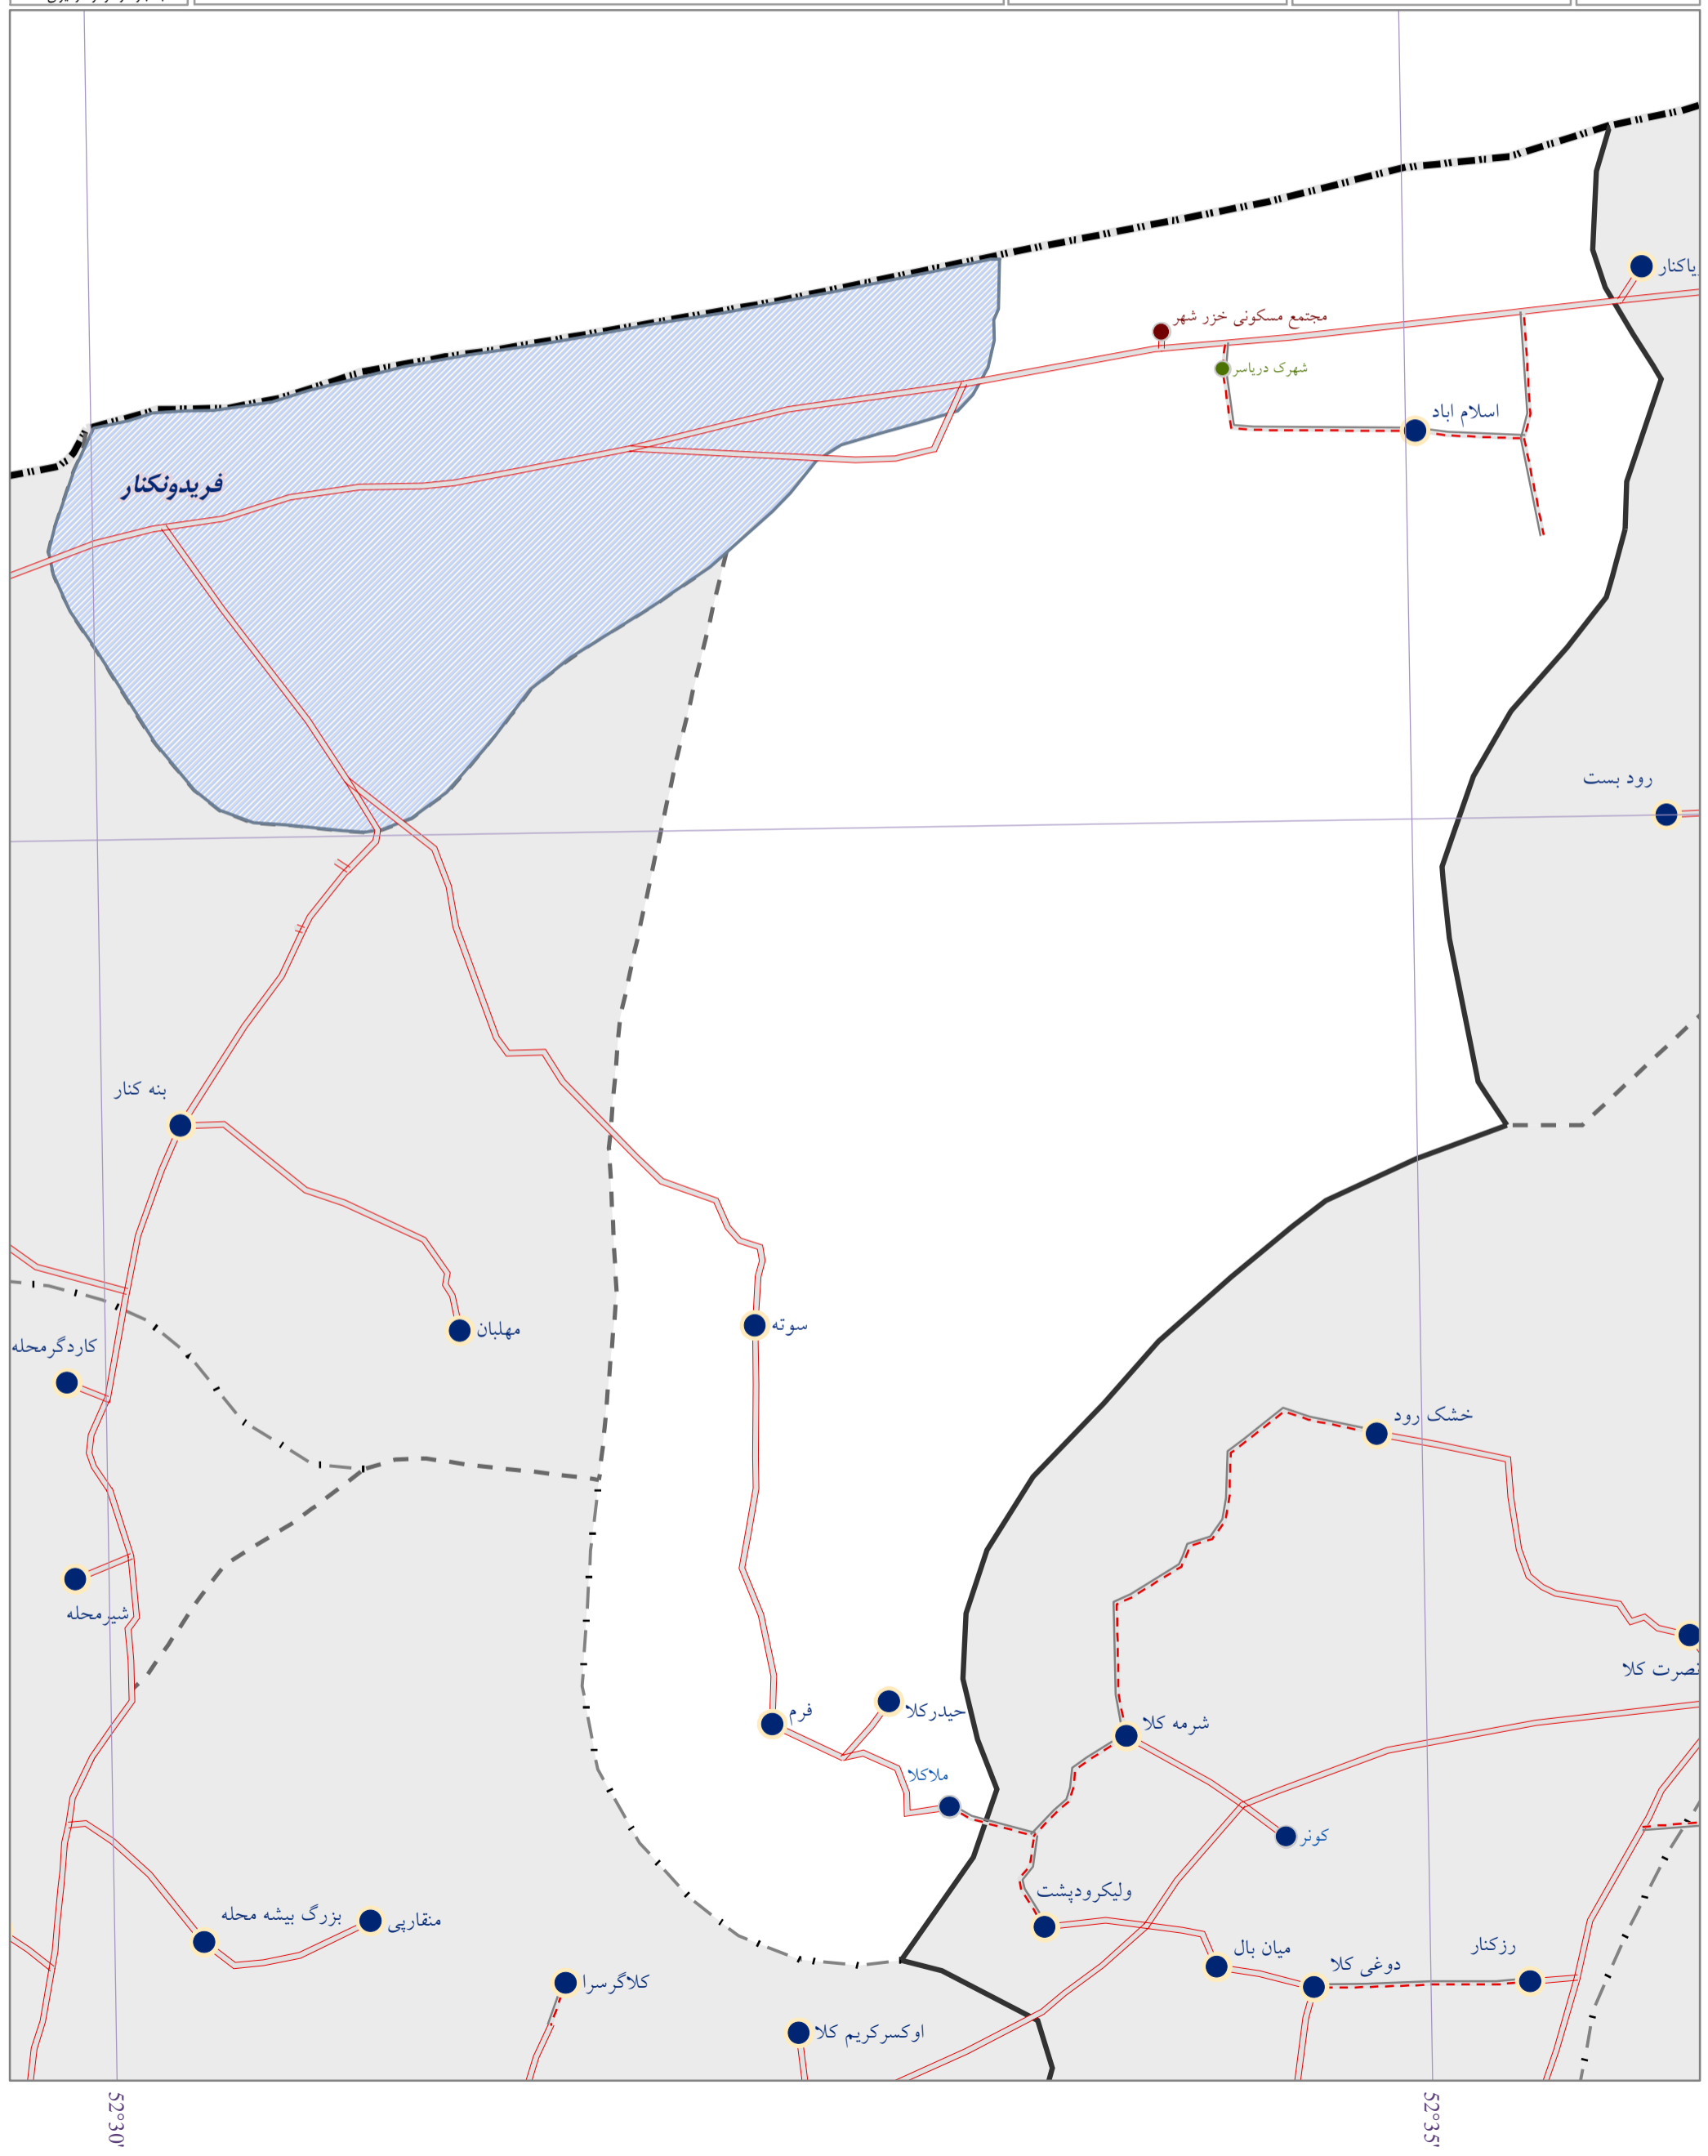 مجتمع مسکونی خزر شهر
شهرک دریاسر
اسلام اباد
فریدونکنار
رود بست
بنه کنار
مهلبان
سوته
کاردگرمحله
خشک رود
شیرمحله
نصرت کلا
فرم
حیدرکلا
شرمه کلا
ملاکلا
کونر
ولیکرودپشت
بزرگ بیشه محله
منقارپی
میان بال
دوغی کلا
رزکنار
کلاگرسرا
اوکسرکریم کلا
52°30'
52°35'